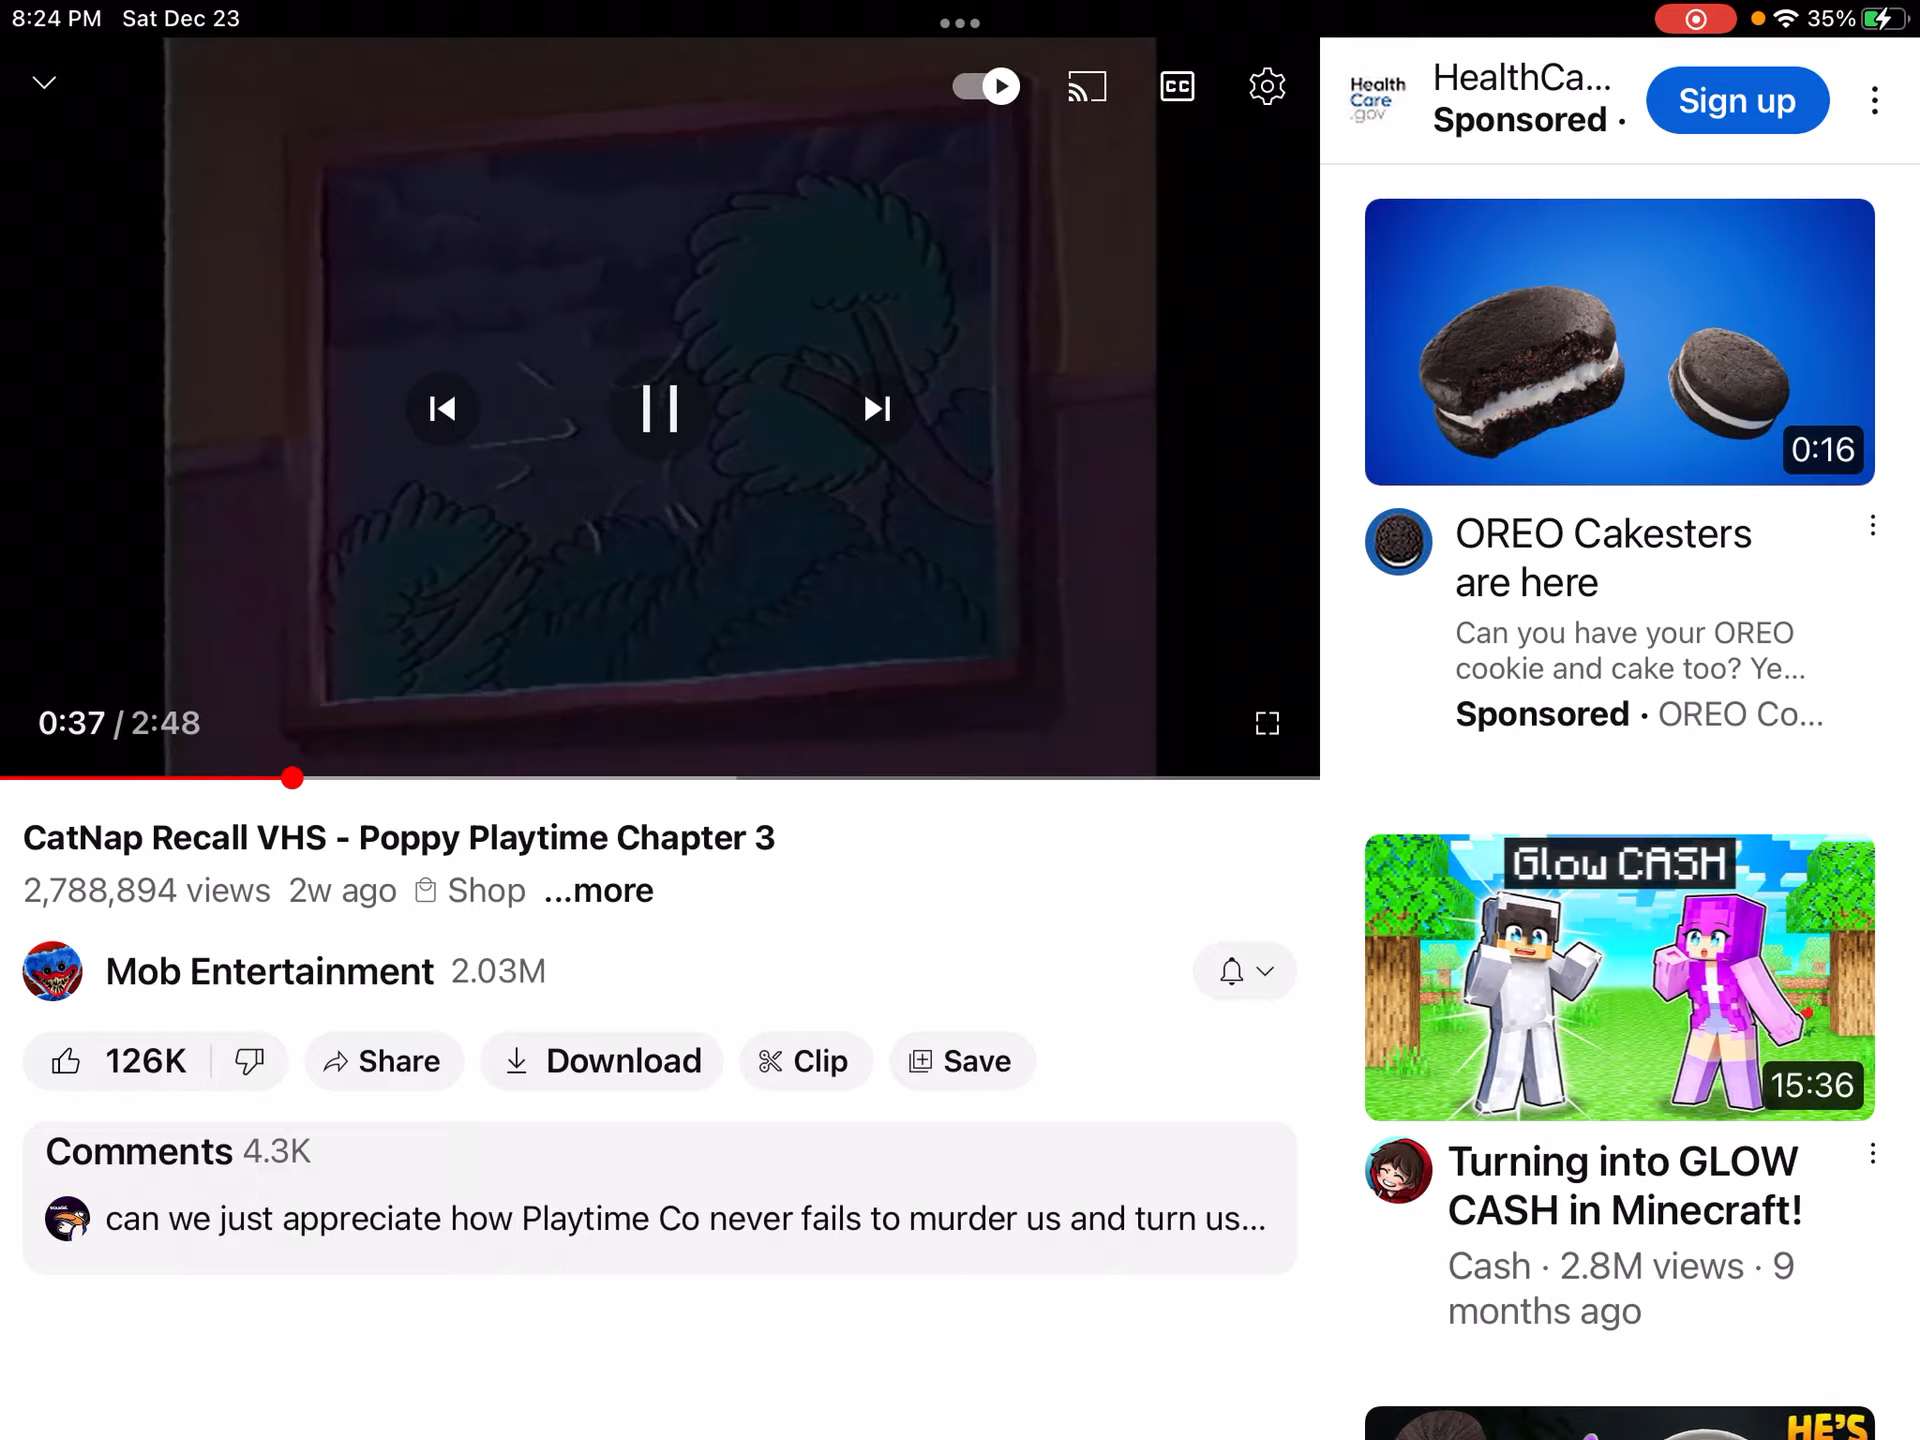 8:24 PM Sat Dec 23
35%
CC
0:37 / 2:48
CatNap Recall VHS - Poppy Playtime Chapter 3
2,788,894 views 2w ago Shop ...more
Mob Entertainment 2.03M
126K Share Download Clip Save
Comments 4.3K
can we just appreciate how Playtime Co never fails to murder us and turn us...
Health
Care
.gov
HealthCa...
Sponsored ·
Sign up
0:16
OREO Cakesters
are here
Can you have your OREO
cookie and cake too? Ye...
Sponsored · OREO Co...
Glow CASH
15:36
Turning into GLOW
CASH in Minecraft!
Cash · 2.8M views · 9
months ago
HE'S